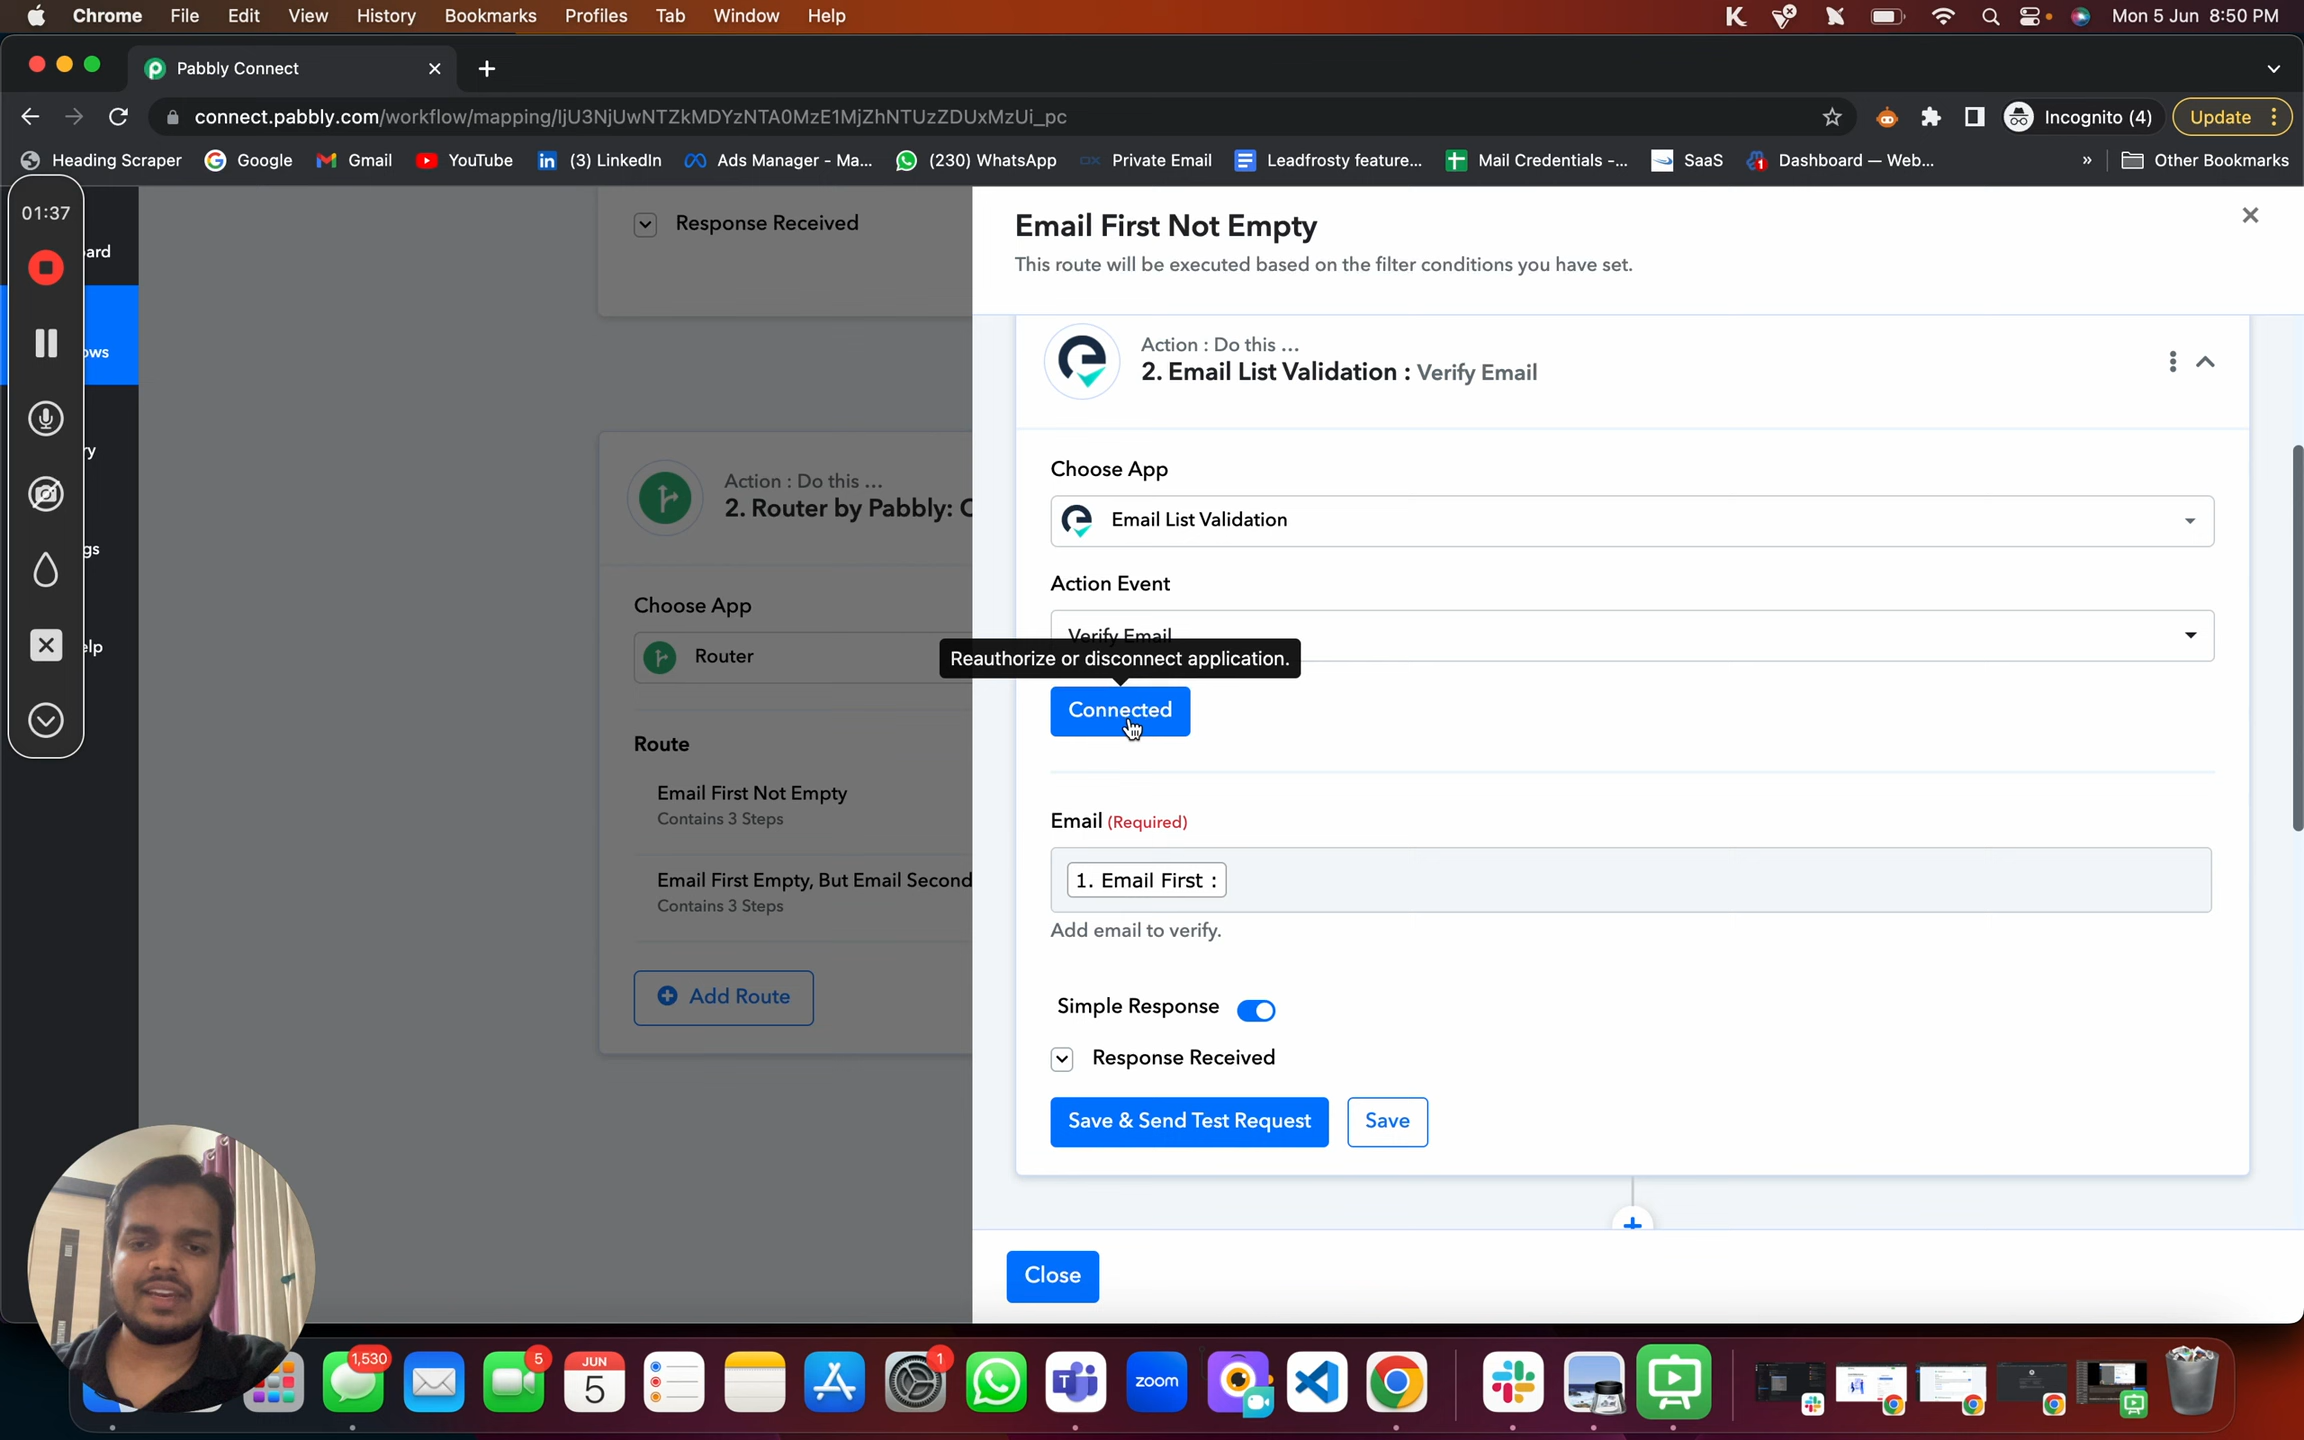 Chrome File Edit View History Bookmarks Profiles Tab Window Help
Mon 5 Jun 8:50 PM
Pabbly Connect
connect.pabbly.com/workflow/mapping/IjU3NjUwNTZkMDYzNTA0MzE1MjZhNTUzZDUxMzUi_pc
Incognito (4)
Update
Heading Scraper
Google
Gmail
YouTube
(3) LinkedIn
Ads Manager - Ma...
(230) WhatsApp
Private Email
Leadfrosty feature...
Mail Credentials -...
SaaS
Dashboard — Web...
»
Other Bookmarks
01:37
ard
ows
ry
gs
elp
Response Received
Action : Do this ...
2. Router by Pabbly: C
Choose App
Router
Route
Email First Not Empty
Contains 3 Steps
Email First Empty, But Email Second
Contains 3 Steps
Add Route
Email First Not Empty
This route will be executed based on the filter conditions you have set.
Action : Do this ...
2. Email List Validation : Verify Email
Choose App
Email List Validation
Action Event
Verify Email
Reauthorize or disconnect application.
Connected
Email (Required)
1. Email First :
Add email to verify.
Simple Response
Response Received
Save & Send Test Request
Save
Close
1,530
5
JUN
5
1
zoom